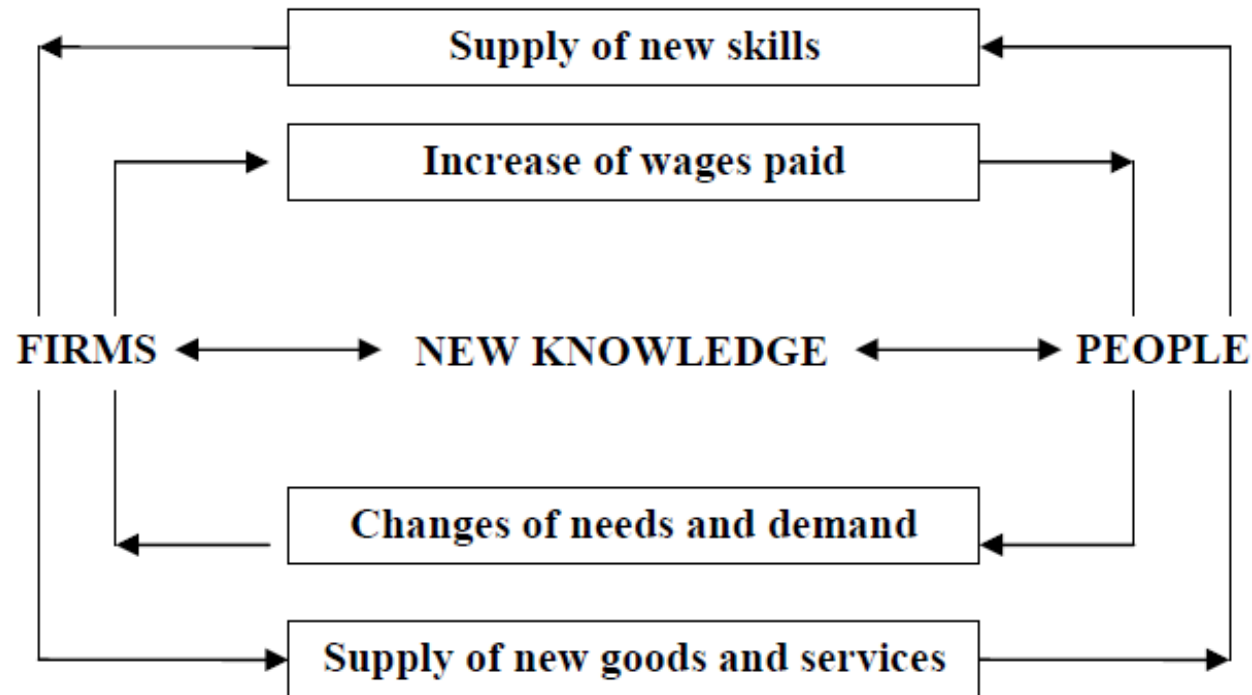 Supply of new skills
Increase of wages paid
FIRMS NEW KNOWLEDGE PEOPLE
Changes of needs and demand
Supply of new goods and services